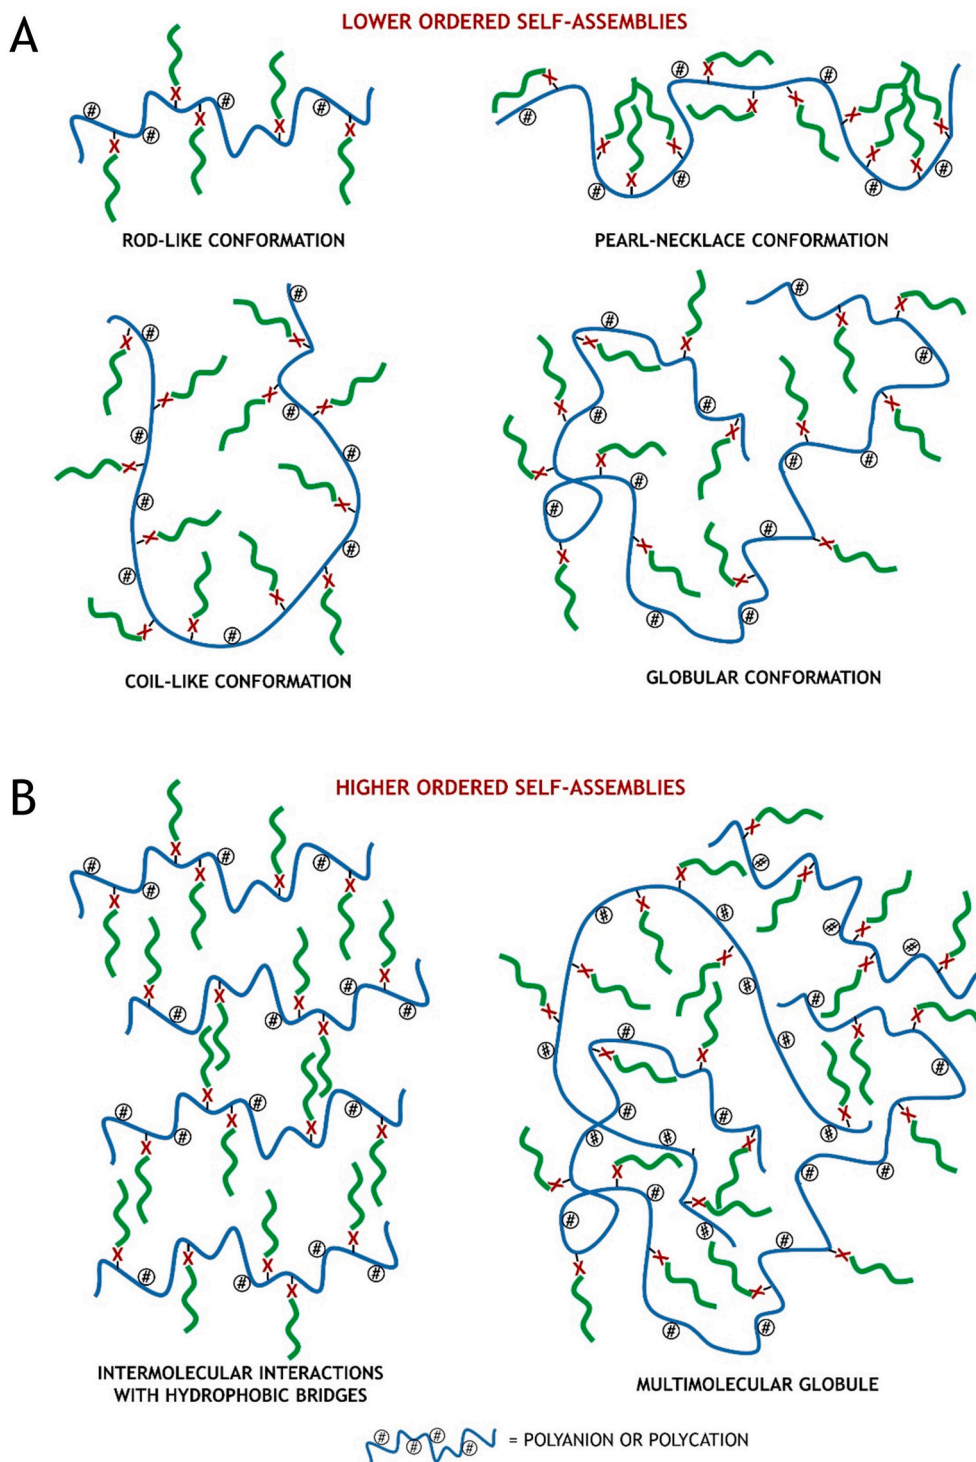 A
LOWER ORDERED SELF-ASSEMBLIES
ROD-LIKE CONFORMATION
PEARL-NECKLACE CONFORMATION
COIL-LIKE CONFORMATION
GLOBULAR CONFORMATION
B
HIGHER ORDERED SELF-ASSEMBLIES
INTERMOLECULAR INTERACTIONS
WITH HYDROPHOBIC BRIDGES
MULTIMOLECULAR GLOBULE
= POLYANION OR POLYCATION